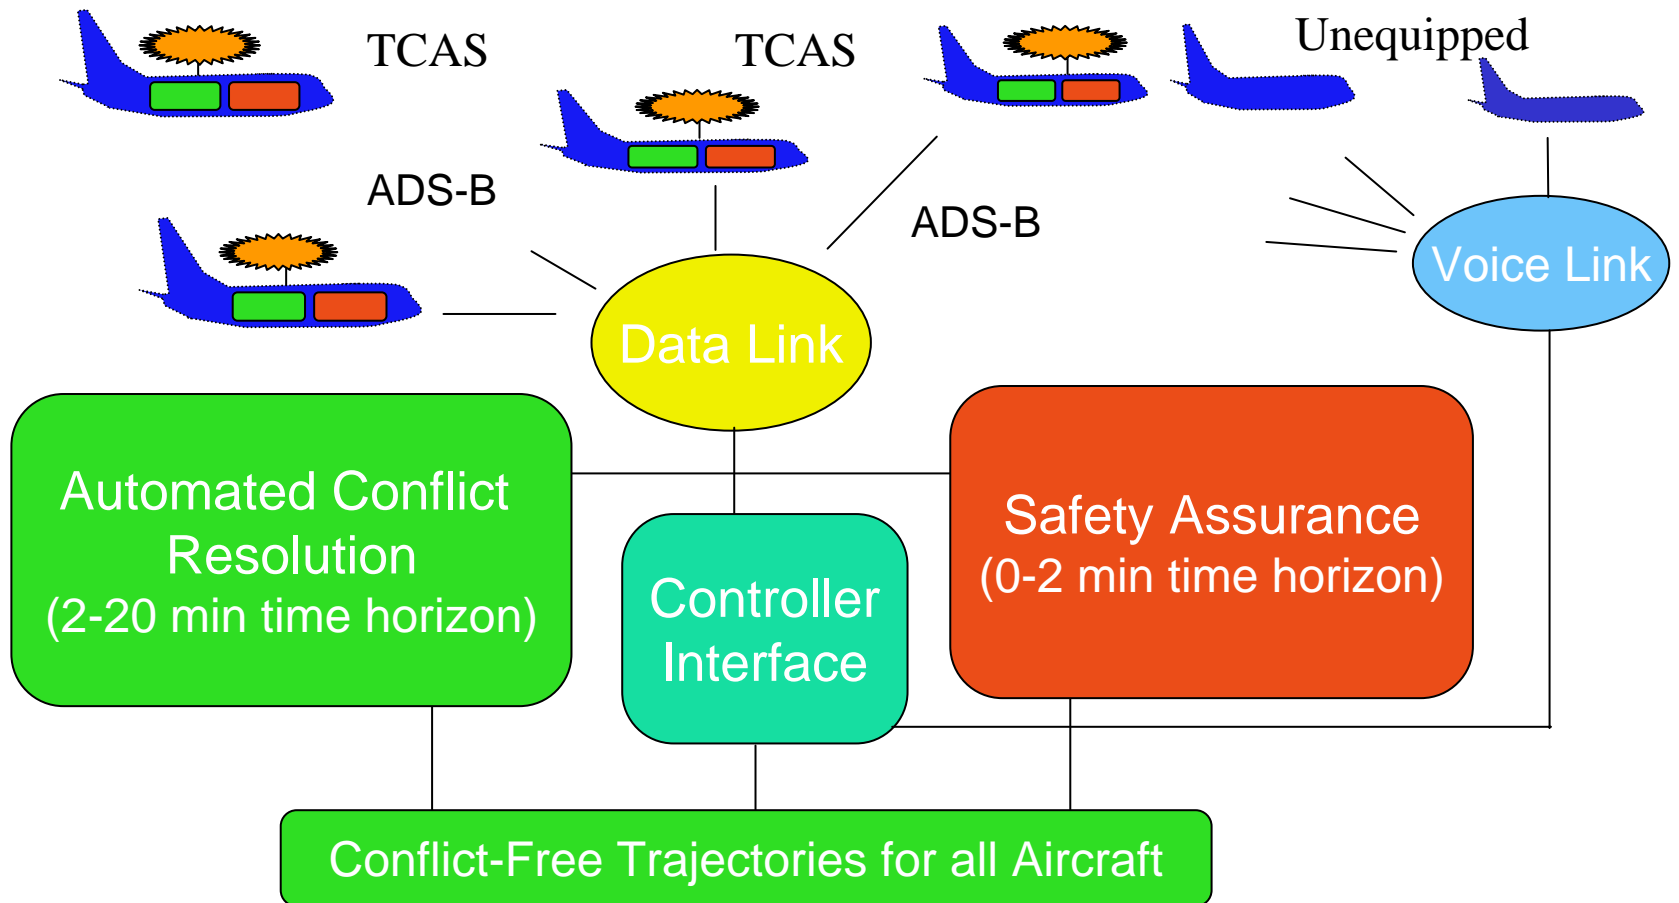 TCAS
TCAS
Unequipped
ADS-B
ADS-B
Voice Link
Data Link
Automated Conflict
Resolution
(2-20 min time horizon)
Controller
Interface
Safety Assurance
(0-2 min time horizon)
Conflict-Free Trajectories for all Aircraft